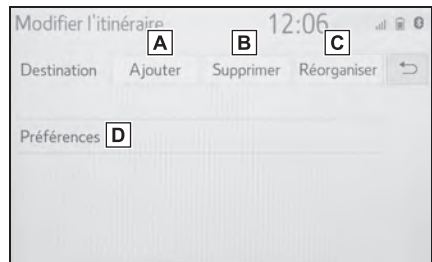 Modifier l'itinéraire 12:06
A B C
Destination Ajouter Supprimer Réorganiser
Préférences D